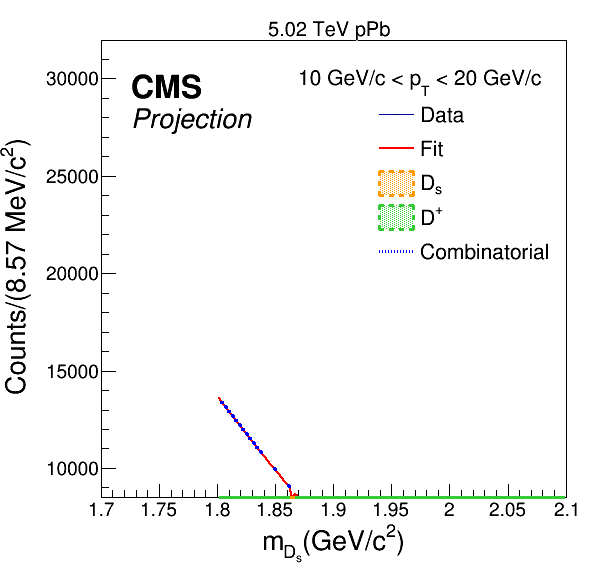 5.02 TeV pPb
CMS
Projection
10 GeV/c < p_T < 20 GeV/c
Data
Fit
D_s
D^+
Combinatorial
Counts/(8.57 MeV/c^2)
30000
25000
20000
15000
10000
1.7 1.75 1.8 1.85 1.9 1.95 2 2.05 2.1
m_{D_s}(GeV/c^2)